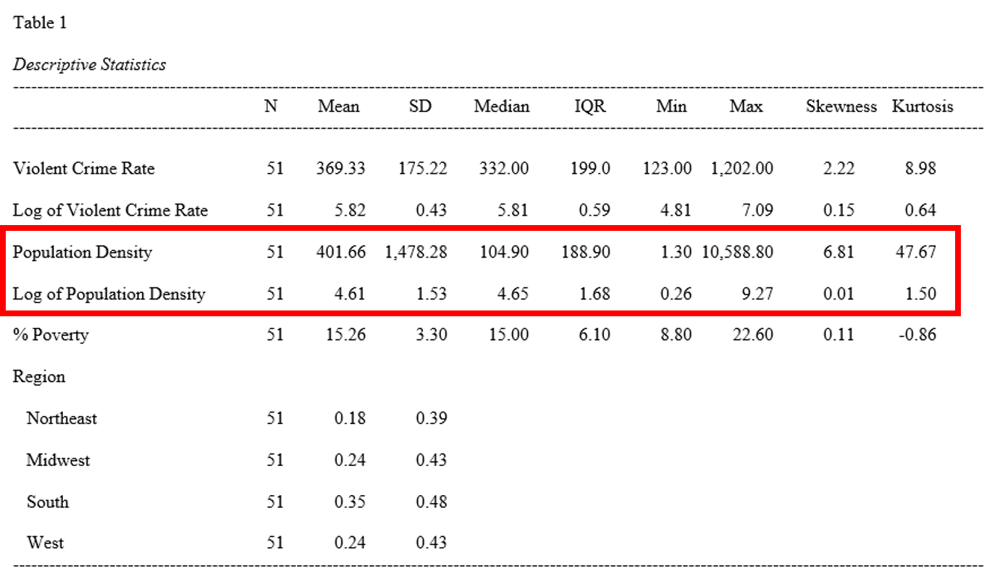 Table 1
Descriptive Statistics
N Mean SD Median IQR Min Max Skewness Kurtosis
Violent Crime Rate 51 369.33 175.22 332.00 199.0 123.00 1,202.00 2.22 8.98
Log of Violent Crime Rate 51 5.82 0.43 5.81 0.59 4.81 7.09 0.15 0.64
Population Density 51 401.66 1,478.28 104.90 188.90 1.30 10,588.80 6.81 47.67
Log of Population Density 51 4.61 1.53 4.65 1.68 0.26 9.27 0.01 1.50
% Poverty 51 15.26 3.30 15.00 6.10 8.80 22.60 0.11 -0.86
Region
Northeast 51 0.18 0.39
Midwest 51 0.24 0.43
South 51 0.35 0.48
West 51 0.24 0.43